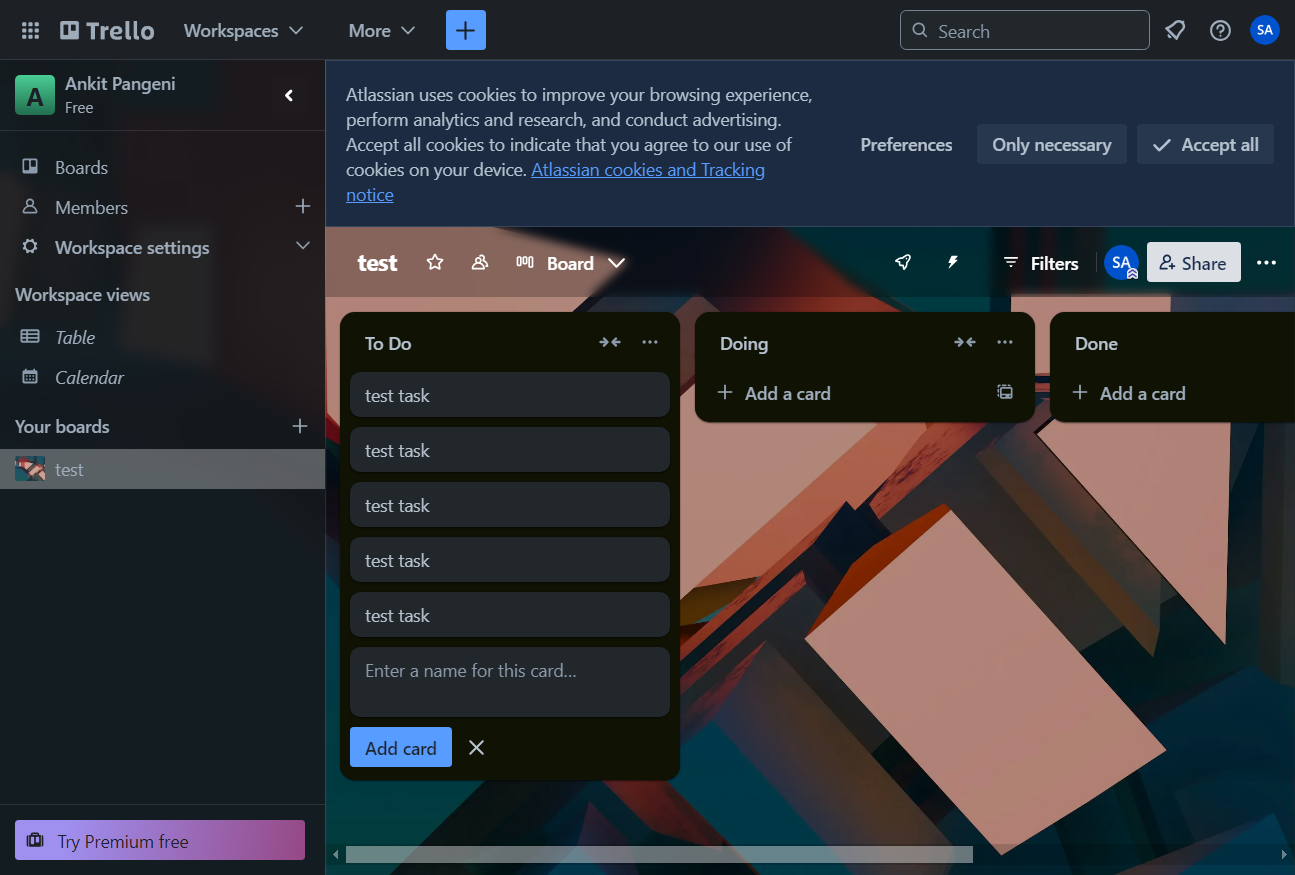 Trello
Workspaces
More
Search
SA
A
Ankit Pangeni
Free
Boards
Members
Workspace settings
Workspace views
Table
Calendar
Your boards
test
Try Premium free
Atlassian uses cookies to improve your browsing experience,
perform analytics and research, and conduct advertising.
Accept all cookies to indicate that you agree to our use of
cookies on your device. Atlassian cookies and Tracking
notice
Preferences
Only necessary
Accept all
test
Board
Filters
SA
Share
To Do
test task
test task
test task
test task
test task
Enter a name for this card…
Add card
Doing
Add a card
Done
Add a card